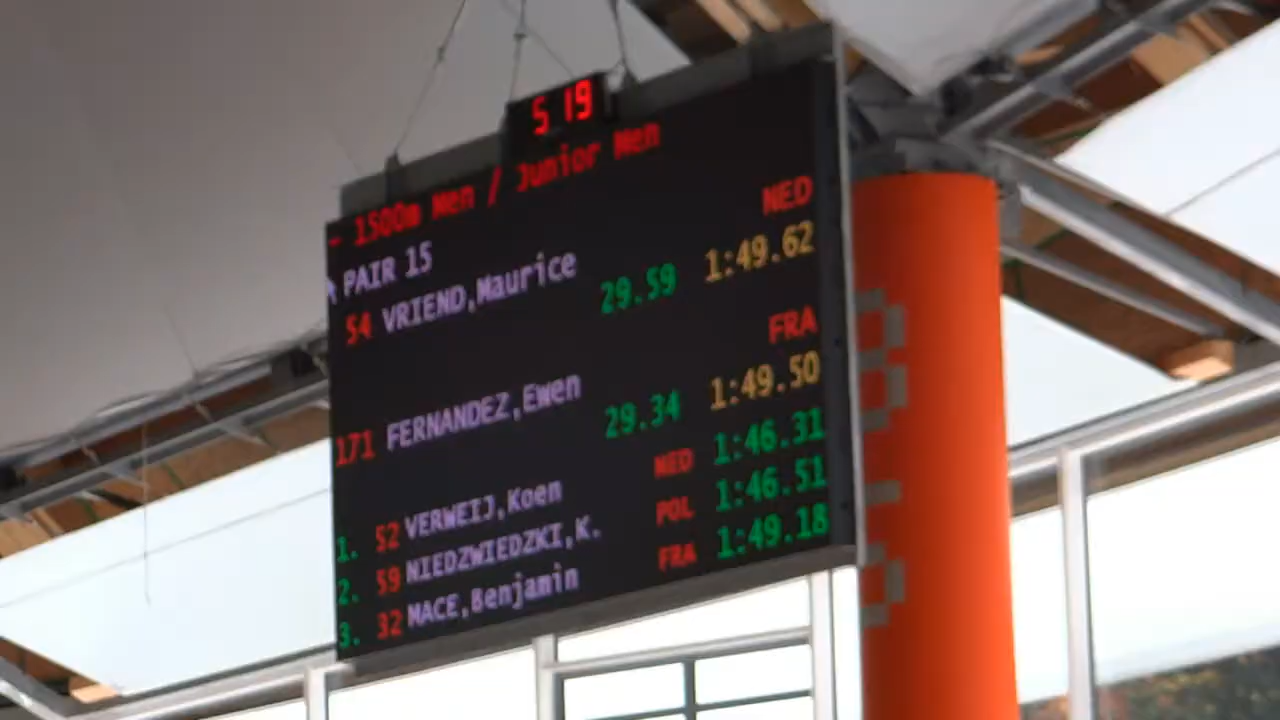 5 19
- 1500m Men / Junior Men
PAIR 15 NED
54 VRIEND,Maurice 29.59 1:49.62
FRA
171 FERNANDEZ,Ewen 29.34 1:49.50
1. 52 VERWEIJ,Koen NED 1:46.31
2. 59 NIEDZWIEDZKI,K. POL 1:46.51
3. 32 MACE,Benjamin FRA 1:49.18